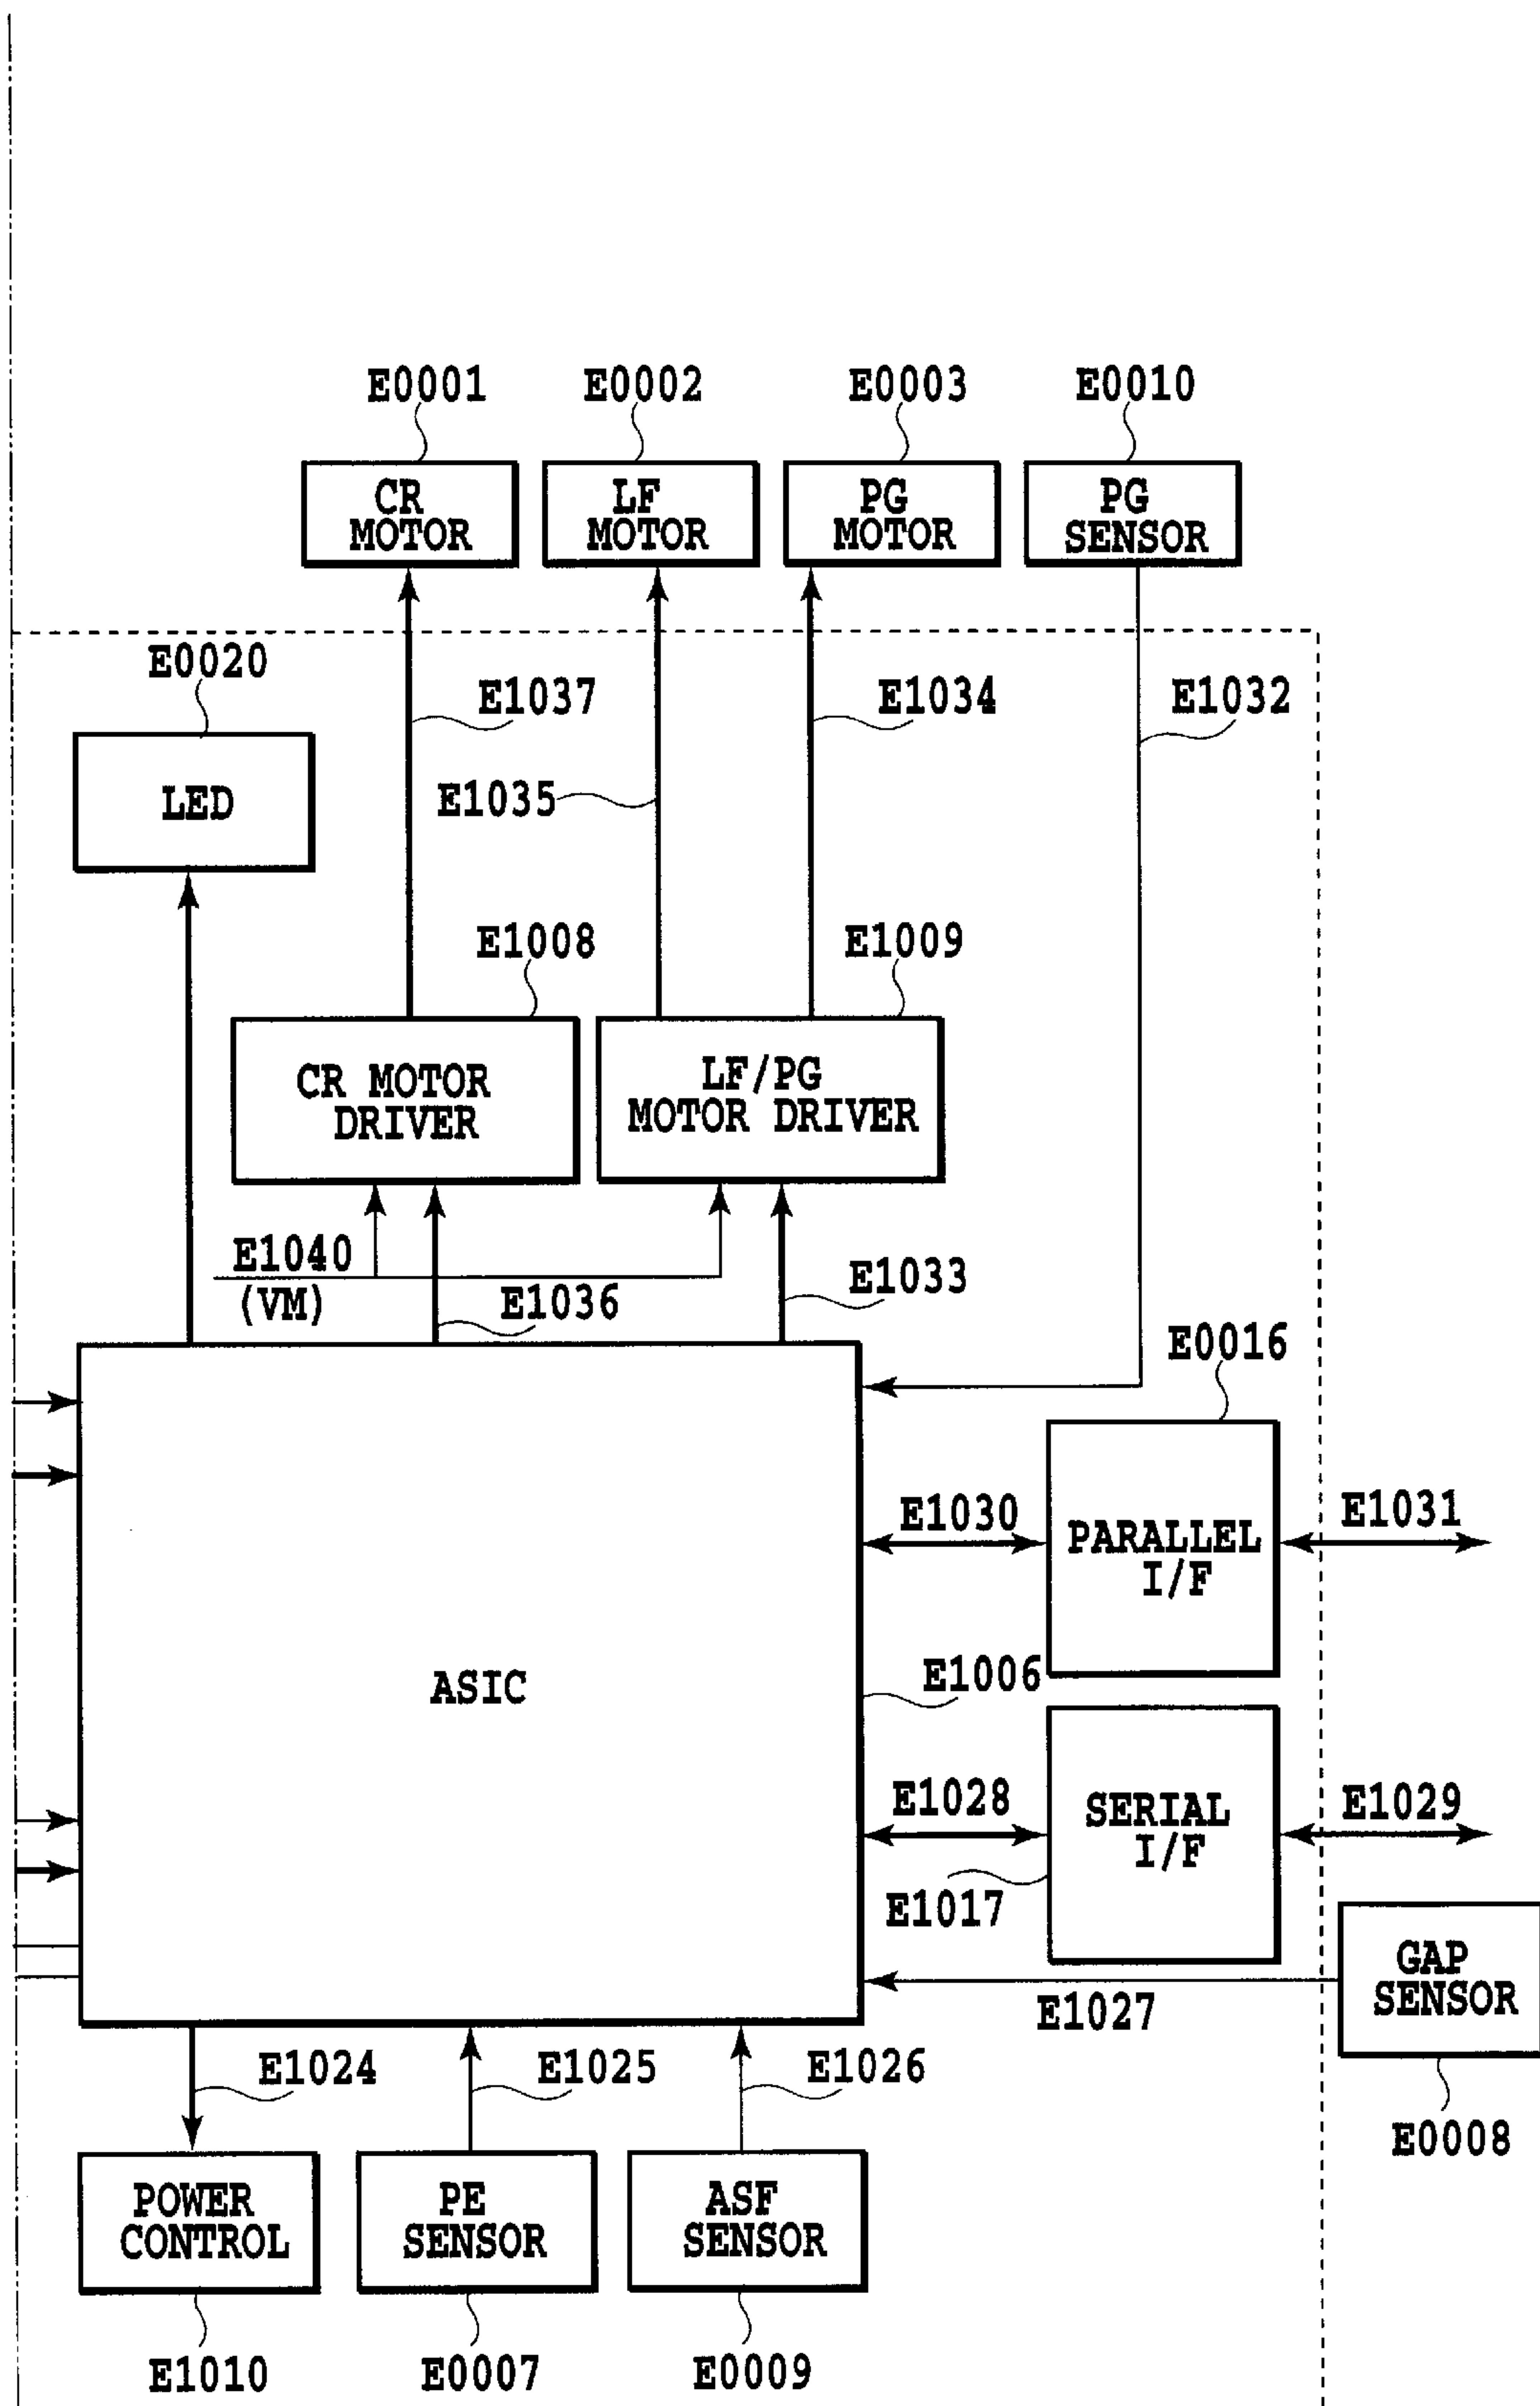 E0001
E0002
E0003
E0010
CR
MOTOR
LF
MOTOR
PG
MOTOR
PG
SENSOR
E0020
E1037
E1034
E1032
LED
E1035
E1008
E1009
CR MOTOR
DRIVER
LF/PG
MOTOR DRIVER
E1040
(VM)
E1036
E1033
E0016
E1030
PARALLEL
I/F
E1031
ASIC
E1006
E1028
SERIAL
I/F
E1029
E1017
GAP
SENSOR
E1027
E1024
E1025
E1026
E0008
POWER
CONTROL
PE
SENSOR
ASF
SENSOR
E1010
E0007
E0009